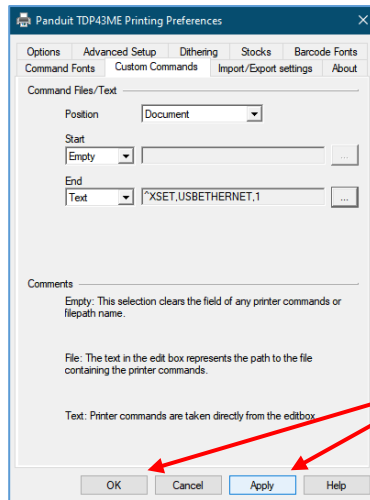 Panduit TDP43ME Printing Preferences
Options Advanced Setup Dithering Stocks Barcode Fonts
Command Fonts Custom Commands Import/Export settings About
Command Files/Text
Position Document
Start
Empty ...
End
Text ^XSET,USBETHERNET,1 ...
Comments
Empty: This selection clears the field of any printer commands or
filepath name.
File: The text in the edit box represents the path to the file
containing the printer commands.
Text: Printer commands are taken directly from the editbox.
OK Cancel Apply Help